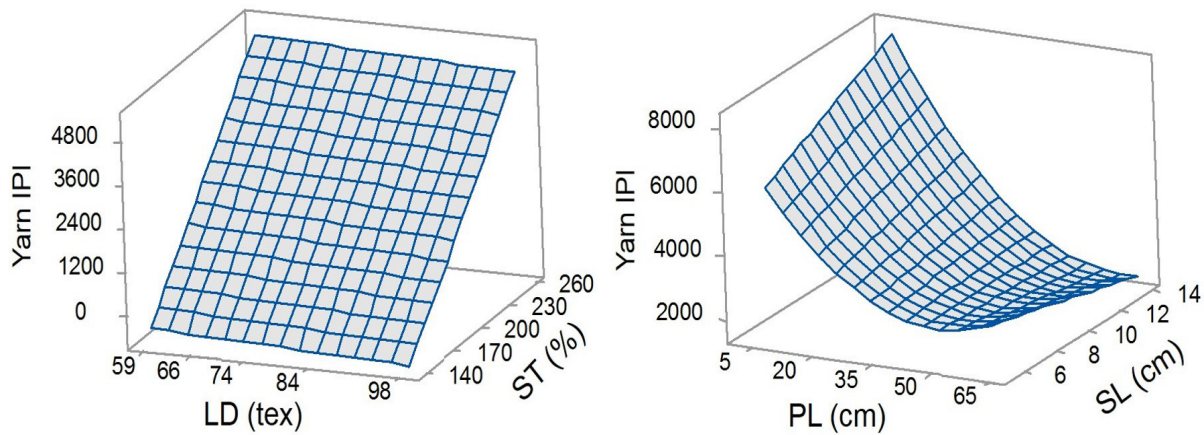 Yarn IPI
4800
3600
2400
1200
0
59 66 74 84 98
LD (tex)
140 170 200 230 260
ST (%)
Yarn IPI
8000
6000
4000
2000
5 20 35 50 65
PL (cm)
6 8 10 12 14
SL (cm)